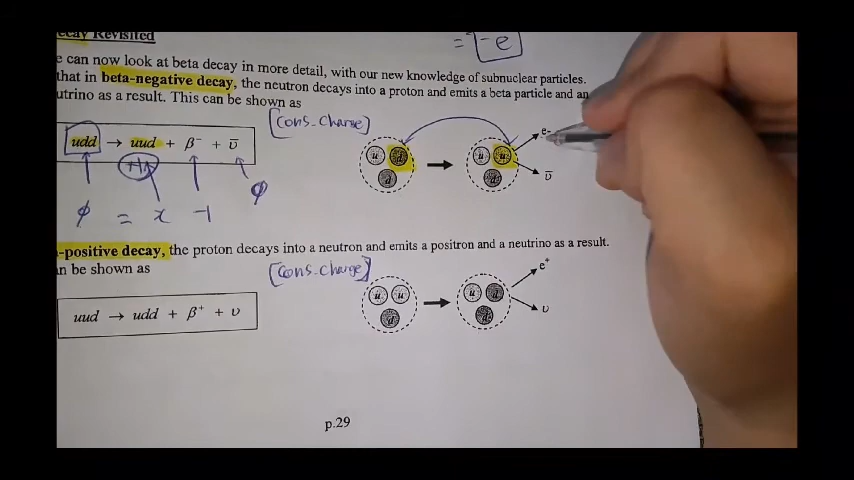 ecay Revisited
= -e
e can now look at beta decay in more detail, with our new knowledge of subnuclear particles.
that in beta-negative decay, the neutron decays into a proton and emits a beta particle and an
utrino as a result. This can be shown as
[Cons. Charge]
udd → uud + β⁻ + ῡ
+1
u d d → u u d e- ῡ
φ = x -1 φ
-positive decay, the proton decays into a neutron and emits a positron and a neutrino as a result.
n be shown as
[Cons. Charge]
uud → udd + β⁺ + υ
u u d → u d d e⁺ υ
p.29